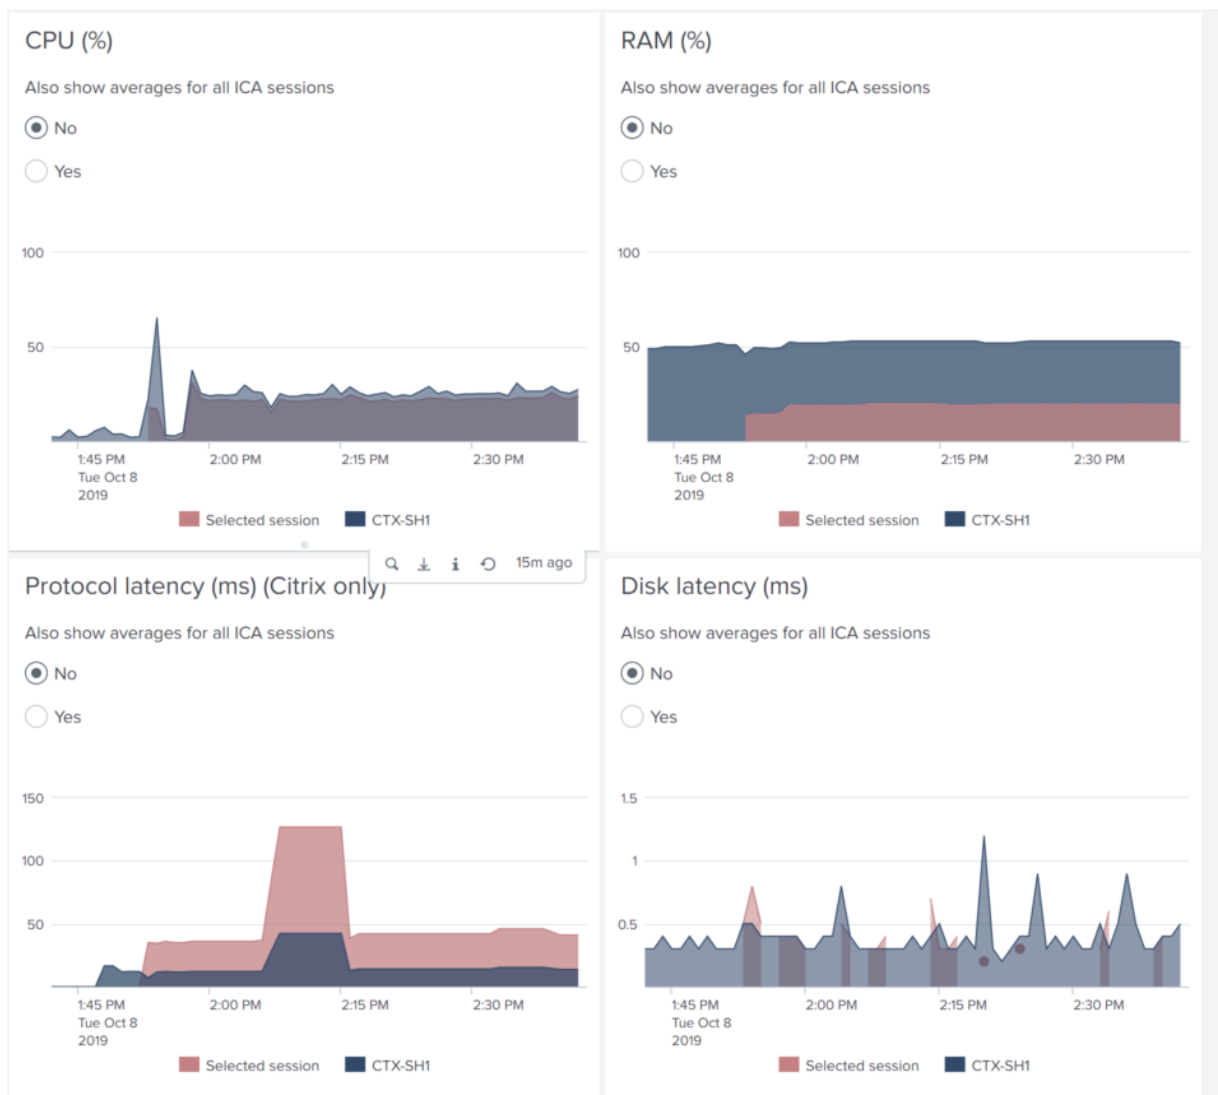 CPU (%)
Also show averages for all ICA sessions
No
Yes
100
50
1:45 PM 2:00 PM 2:15 PM 2:30 PM
Tue Oct 8
2019
Selected session CTX-SH1
RAM (%)
Also show averages for all ICA sessions
No
Yes
100
50
1:45 PM 2:00 PM 2:15 PM 2:30 PM
Tue Oct 8
2019
Selected session CTX-SH1
15m ago
Protocol latency (ms) (Citrix only)
Also show averages for all ICA sessions
No
Yes
150
100
50
1:45 PM 2:00 PM 2:15 PM 2:30 PM
Tue Oct 8
2019
Selected session CTX-SH1
Disk latency (ms)
Also show averages for all ICA sessions
No
Yes
1.5
1
0.5
1:45 PM 2:00 PM 2:15 PM 2:30 PM
Tue Oct 8
2019
Selected session CTX-SH1